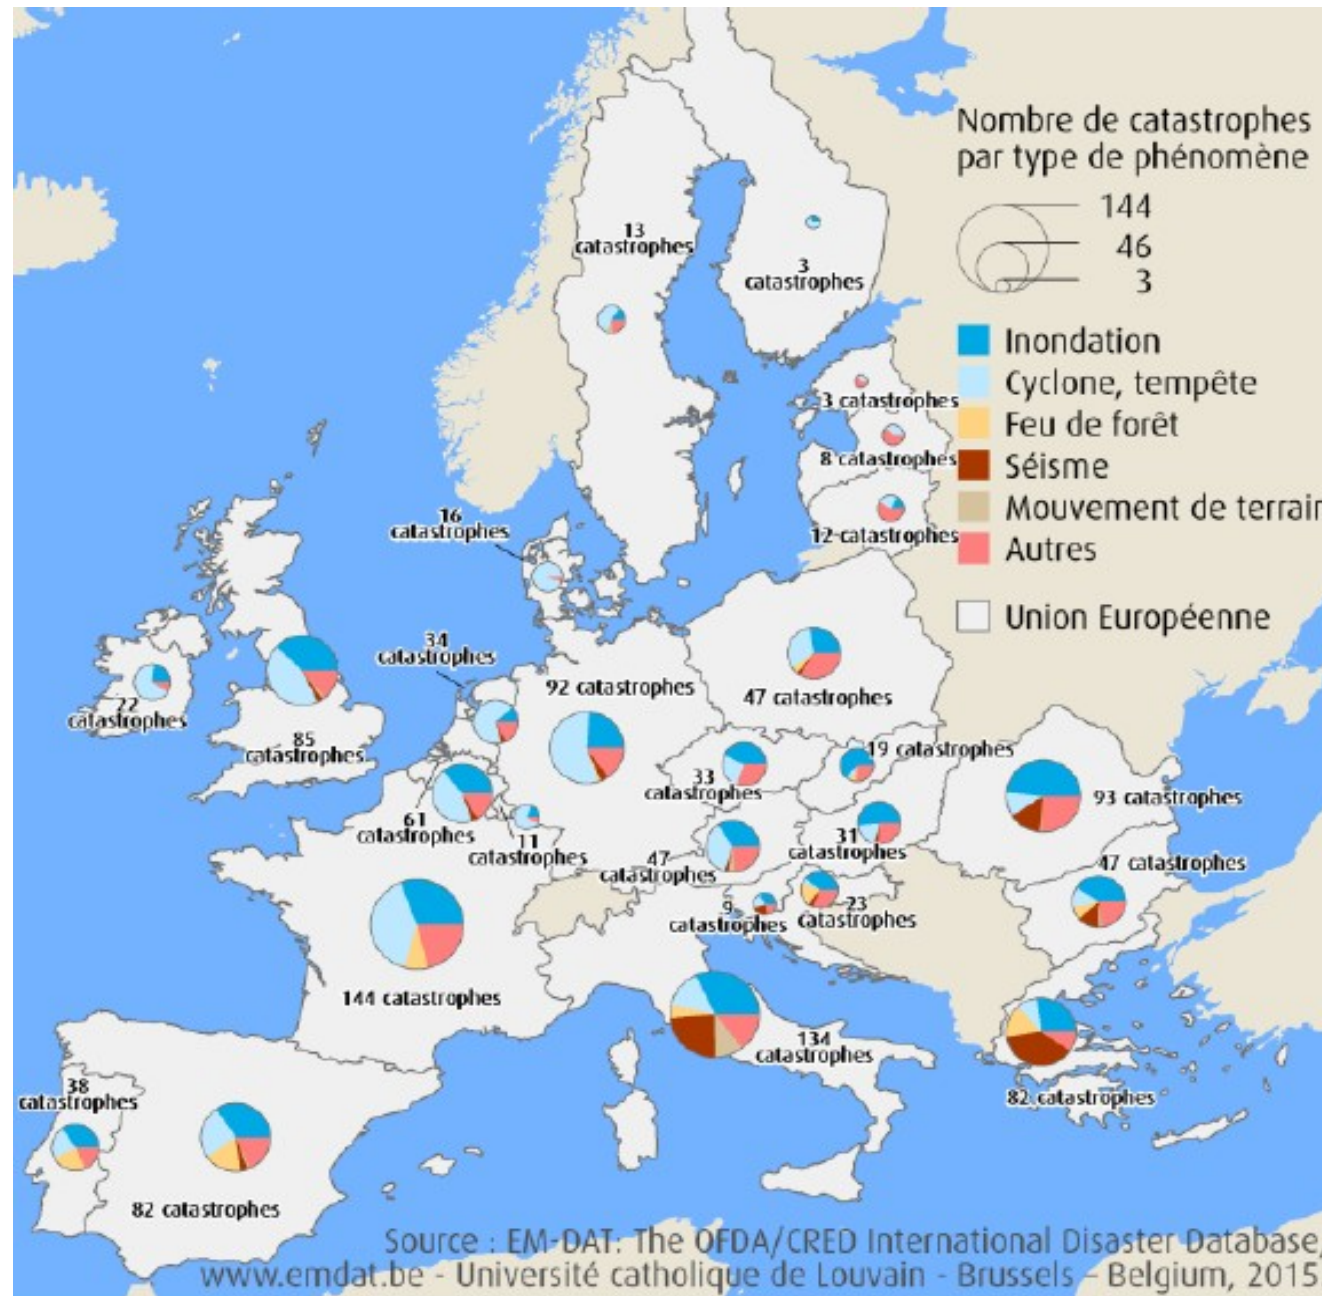 Nombre de catastrophes
par type de phénomène
144
46
3
Inondation
Cyclone, tempête
Feu de forêt
Séisme
Mouvement de terrain
Autres
Union Européenne
13
catastrophes
3
catastrophes
3 catastrophes
8 catastrophes
12 catastrophes
16
catastrophes
34
catastrophes
92 catastrophes
47 catastrophes
22
catastrophes
85
catastrophes
19 catastrophes
33
catastrophes
93 catastrophes
61
catastrophes
11
catastrophes
31
catastrophes
47
catastrophes
47 catastrophes
9
catastrophes
23
catastrophes
144 catastrophes
134
catastrophes
38
catastrophes
82 catastrophes
82 catastrophes
Source : EM-DAT: The OFDA/CRED International Disaster Database,
www.emdat.be - Université catholique de Louvain - Brussels – Belgium, 2015